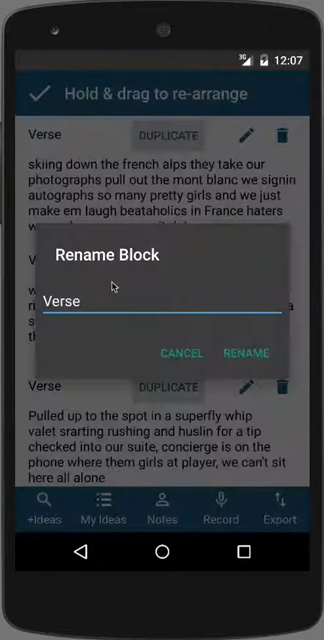 3G 12:07
Hold & drag to re-arrange
Verse DUPLICATE
skiing down the french alps they take our
photographs pull out the mont blanc we signin
autographs so many pretty girls and we just
make em laugh beataholics in France haters
Rename Block
Verse
CANCEL RENAME
Verse DUPLICATE
Pulled up to the spot in a superfly whip
valet srarting rushing and huslin for a tip
checked into our suite, concierge is on the
phone where them girls at player, we can't sit
here all alone
+Ideas My Ideas Notes Record Export